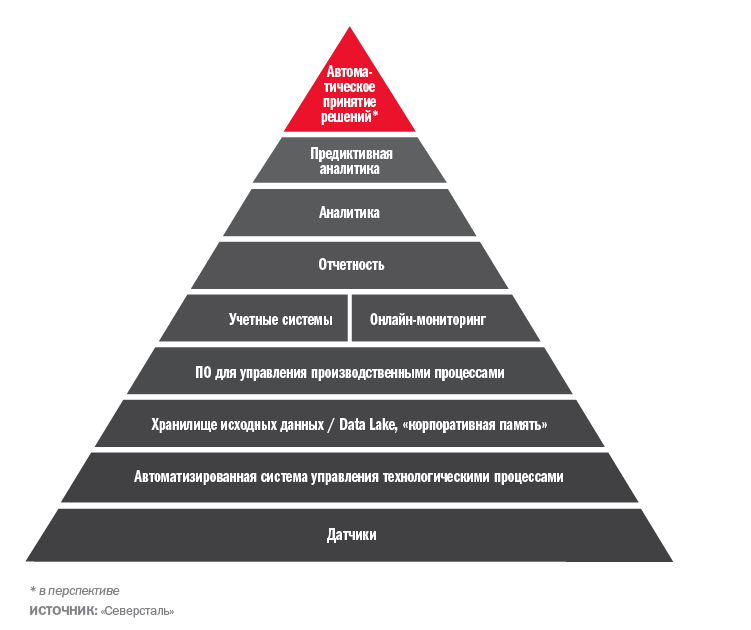 Автома-
тическое
принятие
решений*
Предиктивная
аналитика
Аналитика
Отчетность
Учетные системы
Онлайн-мониторинг
ПО для управления производственными процессами
Хранилище исходных данных / Data Lake, «корпоративная память»
Автоматизированная система управления технологическими процессами
Датчики
* в перспективе
ИСТОЧНИК: «Северсталь»